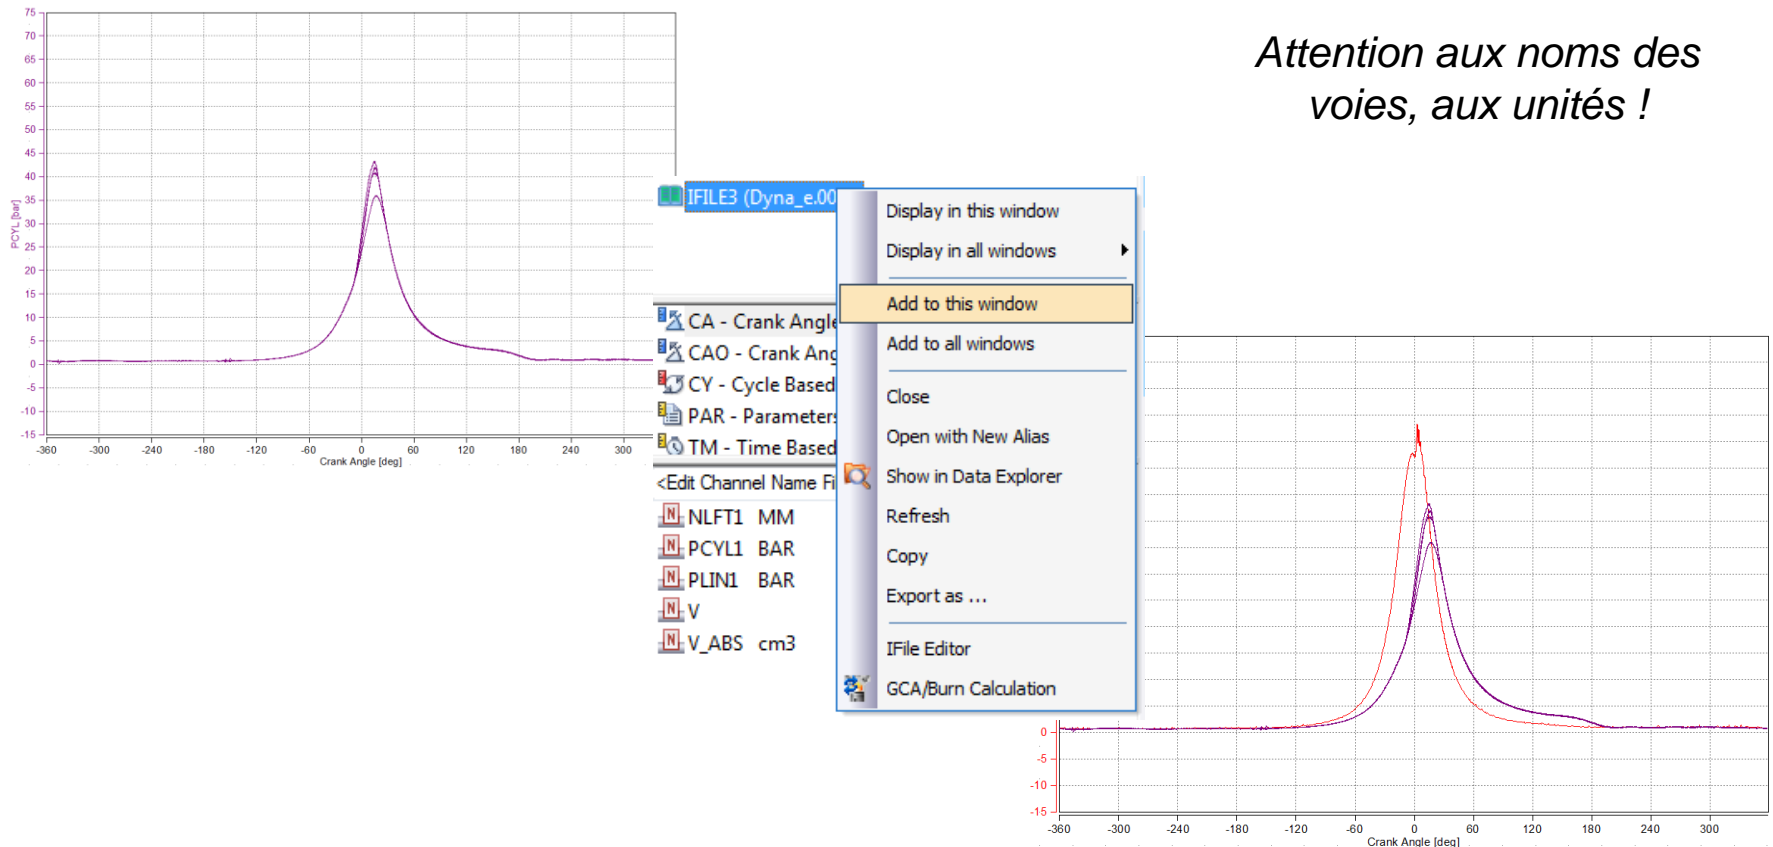 Attention aux noms des
voies, aux unités !
75
70
65
60
55
50
45
40
35
30
25
20
15
10
5
0
-5
-10
-15
PCYL [bar]
-360 -300 -240 -180 -120 -60 0 60 120 180 240 300
Crank Angle [deg]
IFILE3 (Dyna_e.00
CA - Crank Angle
CAO - Crank Ang
CY - Cycle Based
PAR - Parameters
TM - Time Based
<Edit Channel Name Fi
NLFT1 MM
PCYL1 BAR
PLIN1 BAR
V
V_ABS cm3
Display in this window
Display in all windows
Add to this window
Add to all windows
Close
Open with New Alias
Show in Data Explorer
Refresh
Copy
Export as ...
IFile Editor
GCA/Burn Calculation
0
-5
-10
-15
-360 -300 -240 -180 -120 -60 0 60 120 180 240 300
Crank Angle [deg]